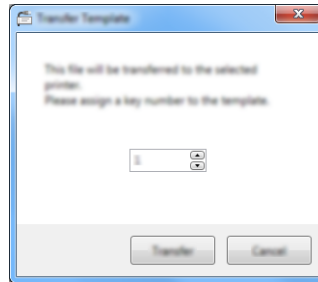 Transfer Template
This file will be transferred to the selected
printer.
Please assign a key number to the template.
1
Transfer
Cancel